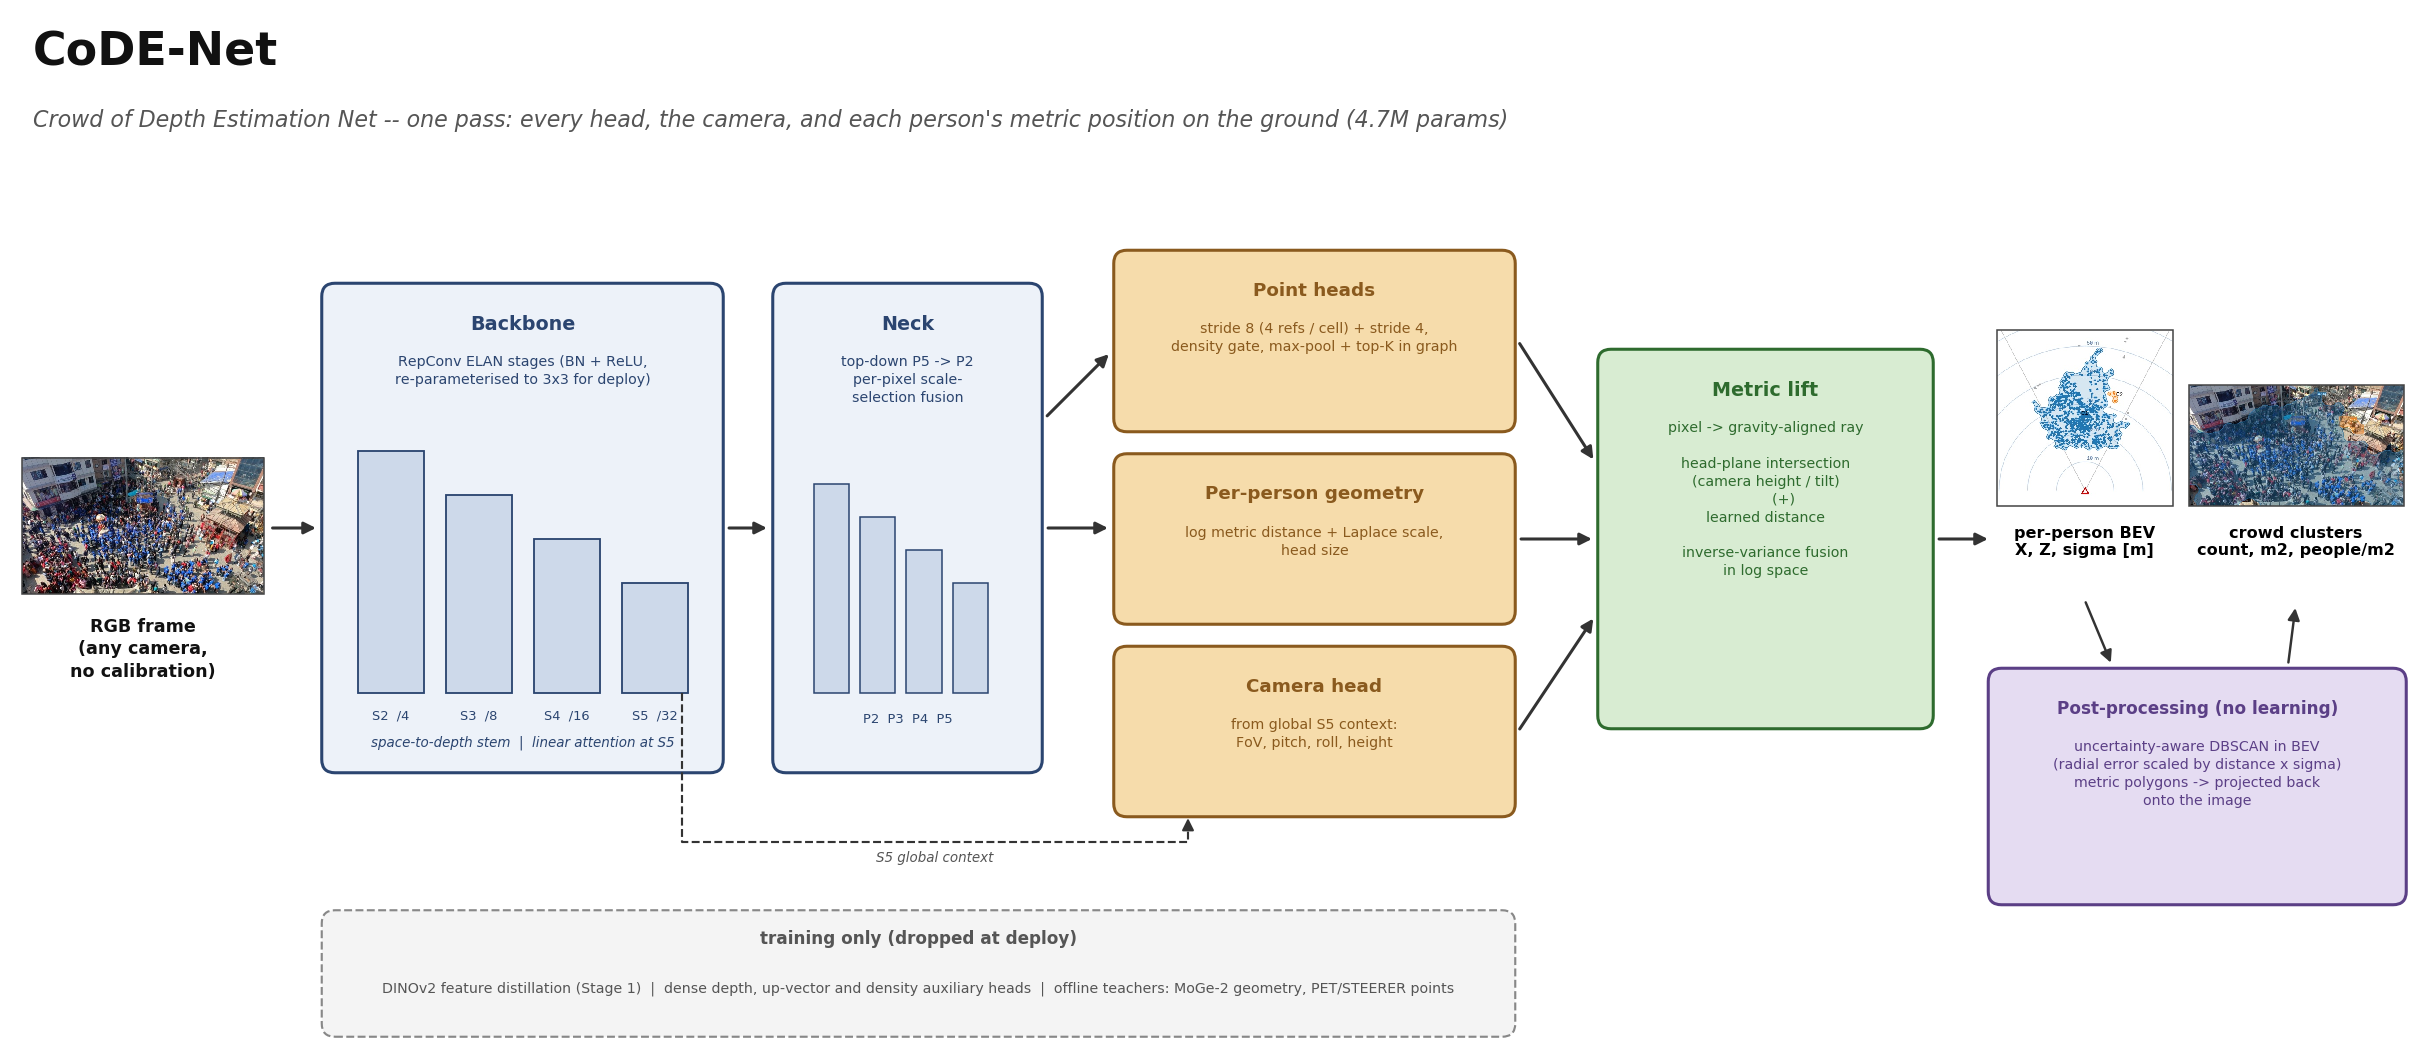 CoDE-Net
Crowd of Depth Estimation Net -- one pass: every head, the camera, and each person's metric position on the ground (4.7M params)
RGB frame
(any camera,
no calibration)
Backbone
RepConv ELAN stages (BN + ReLU,
re-parameterised to 3x3 for deploy)
S2 /4 S3 /8 S4 /16 S5 /32
space-to-depth stem | linear attention at S5
Neck
top-down P5 -> P2
per-pixel scale-
selection fusion
P2 P3 P4 P5
Point heads
stride 8 (4 refs / cell) + stride 4,
density gate, max-pool + top-K in graph
Per-person geometry
log metric distance + Laplace scale,
head size
Camera head
from global S5 context:
FoV, pitch, roll, height
S5 global context
Metric lift
pixel -> gravity-aligned ray
head-plane intersection
(camera height / tilt)
(+)
learned distance
inverse-variance fusion
in log space
per-person BEV
X, Z, sigma [m]
crowd clusters
count, m2, people/m2
Post-processing (no learning)
uncertainty-aware DBSCAN in BEV
(radial error scaled by distance x sigma)
metric polygons -> projected back
onto the image
training only (dropped at deploy)
DINOv2 feature distillation (Stage 1) | dense depth, up-vector and density auxiliary heads | offline teachers: MoGe-2 geometry, PET/STEERER points